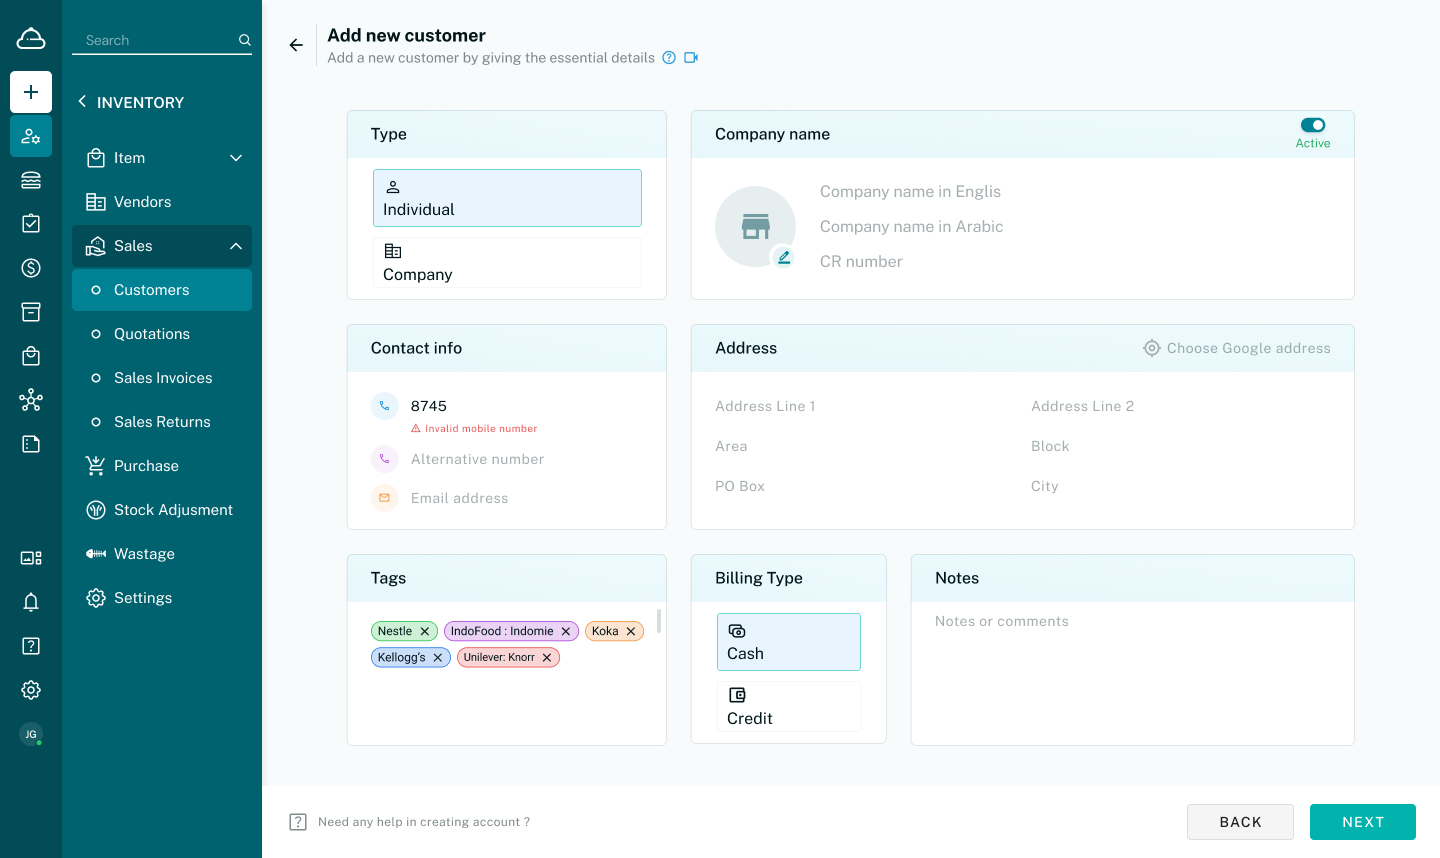 Search
INVENTORY
Item
Vendors
Sales
Customers
Quotations
Sales Invoices
Sales Returns
Purchase
Stock Adjusment
Wastage
Settings
JG
Add new customer
Add a new customer by giving the essential details
Type
Individual
Company
Company name
Active
Company name in Englis
Company name in Arabic
CR number
Contact info
8745
Invalid mobile number
Alternative number
Email address
Address
Choose Google address
Address Line 1
Address Line 2
Area
Block
PO Box
City
Tags
Nestle
IndoFood : Indomie
Koka
Kellogg's
Unilever: Knorr
Billing Type
Cash
Credit
Notes
Notes or comments
Need any help in creating account ?
BACK
NEXT